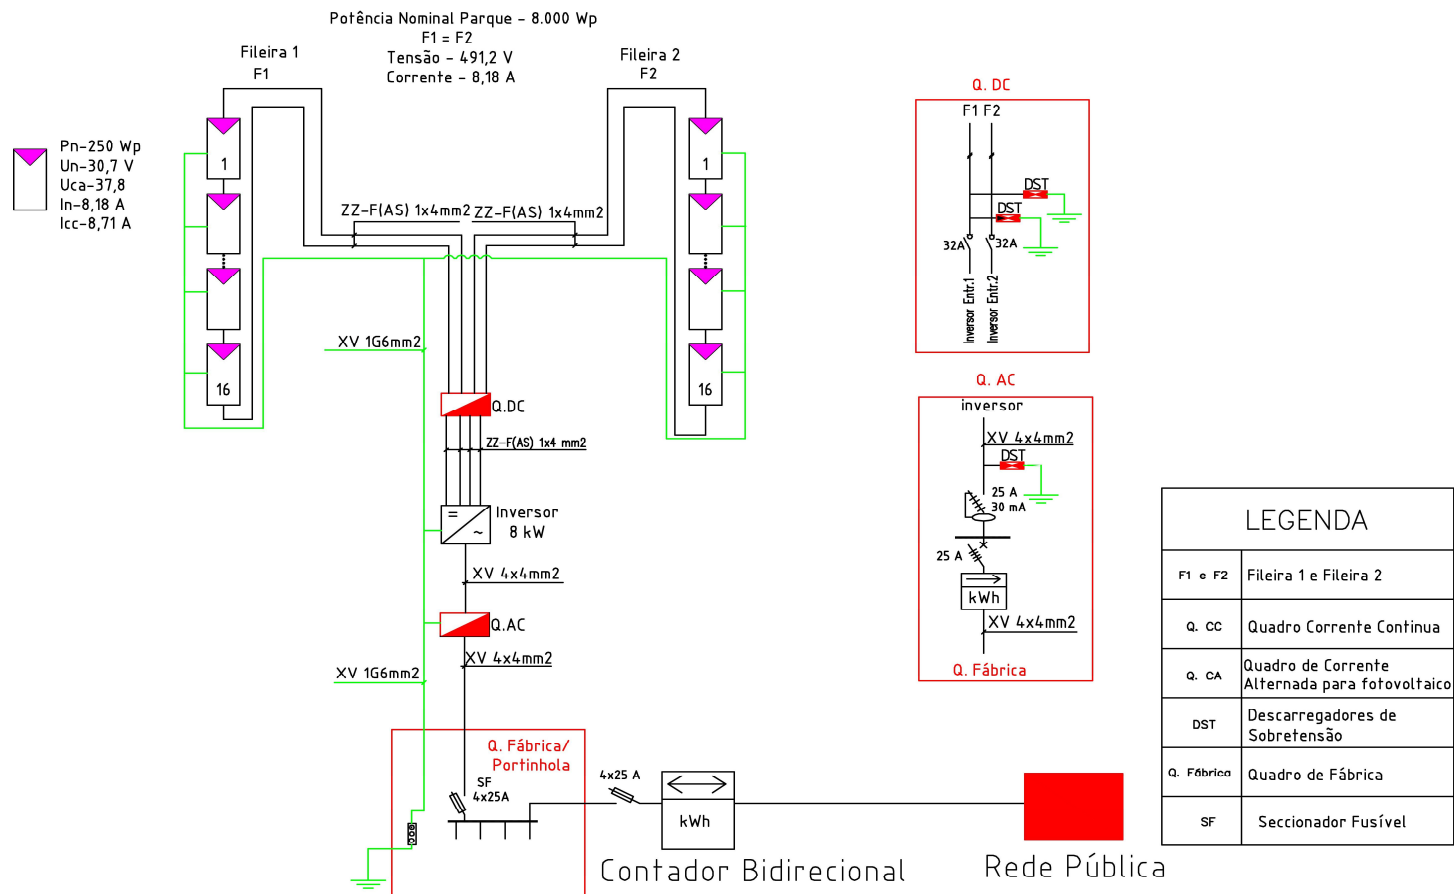 Potência Nominal Parque - 8.000 Wp
F1 = F2
Tensão - 491,2 V
Corrente - 8,18 A
Fileira 1
F1
Fileira 2
F2
Pn-250 Wp
Un-30,7 V
Uca-37,8
In-8,18 A
Icc-8,71 A
1
16
1
16
ZZ-F(AS) 1x4mm2
ZZ-F(AS) 1x4mm2
XV 1G6mm2
Q.DC
ZZ-F(AS) 1x4 mm2
=
~
Inversor
8 kW
XV 4x4mm2
Q.AC
XV 4x4mm2
XV 1G6mm2
Q. Fábrica/
Portinhola
SF
4x25A
4x25 A
kWh
Contador Bidirecional
Rede Pública
Q. DC
F1 F2
DST
DST
32A
32A
Inversor Entr.1
Inversor Entr.2
Q. AC
inversor
XV 4x4mm2
DST
25 A
30 mA
25 A
kWh
XV 4x4mm2
Q. Fábrica
LEGENDA
F1 e F2 Fileira 1 e Fileira 2
Q. CC Quadro Corrente Continua
Q. CA Quadro de Corrente
Alternada para fotovoltaico
DST Descarregadores de
Sobretensão
Q. Fábrica Quadro de Fábrica
SF Seccionador Fusível